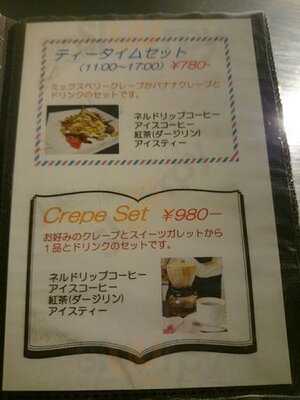 ティータイムセット
(11:00～17:00) ¥780-
ミックスベリークレープかバナナクレープと
ドリンクのセットです。
ネルドリップコーヒー
アイスコーヒー
紅茶(ダージリン)
アイスティー
Crepe Set ¥980-
お好みのクレープとスイーツガレットから
1品とドリンクのセットです。
ネルドリップコーヒー
アイスコーヒー
紅茶(ダージリン)
アイスティー